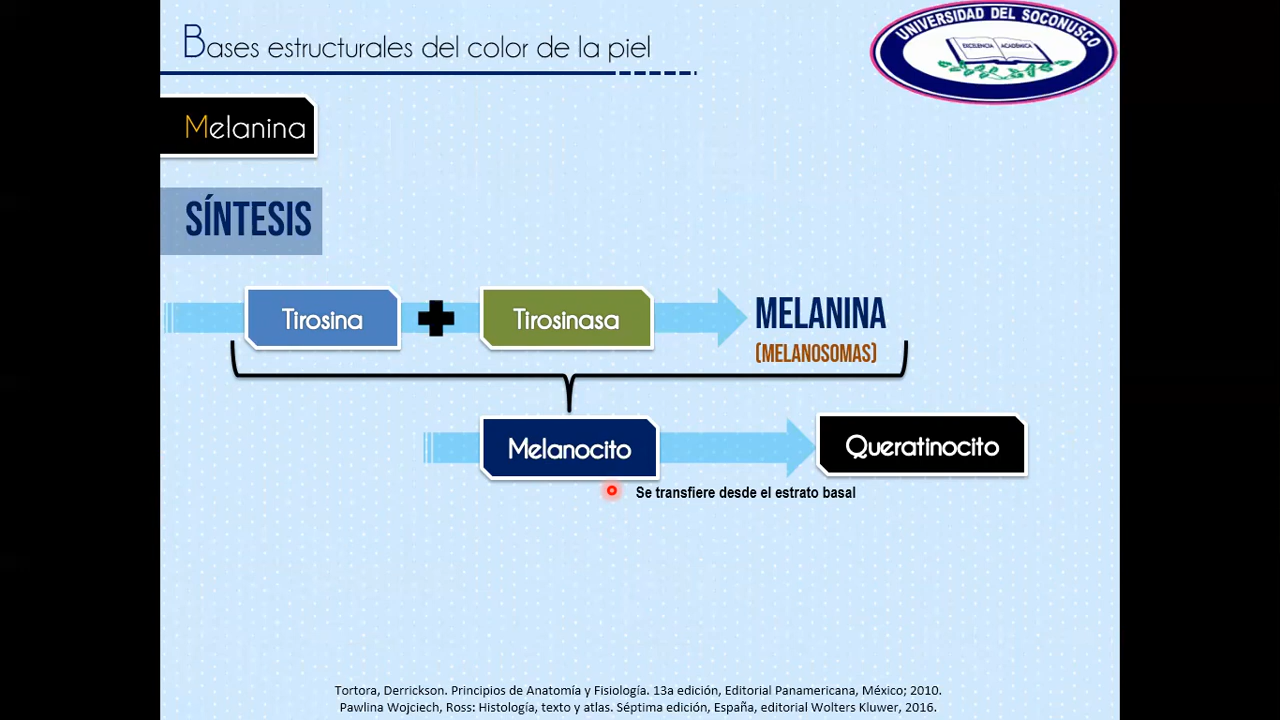 Bases estructurales del color de la piel
UNIVERSIDAD DEL SOCONUSCO
EXCELENCIA ACADÉMICA
Melanina
SÍNTESIS
Tirosina + Tirosinasa MELANINA
(MELANOSOMAS)
Melanocito Queratinocito
Se transfiere desde el estrato basal
Tortora, Derrickson. Principios de Anatomía y Fisiología. 13a edición, Editorial Panamericana, México; 2010.
Pawlina Wojciech, Ross: Histología, texto y atlas. Séptima edición, España, editorial Wolters Kluwer, 2016.